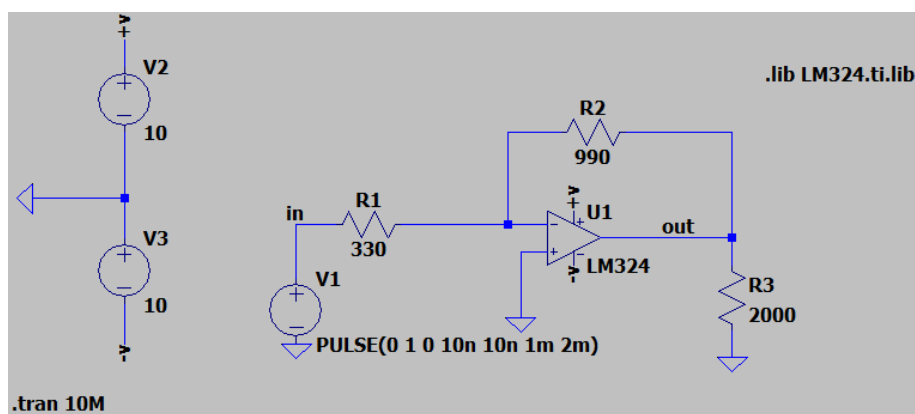 +v
V2
10
V3
10
-v
.tran 10M
.lib LM324.ti.lib
R2
990
in
R1
330
+v
U1
out
-v
LM324
V1
PULSE(0 1 0 10n 10n 1m 2m)
R3
2000